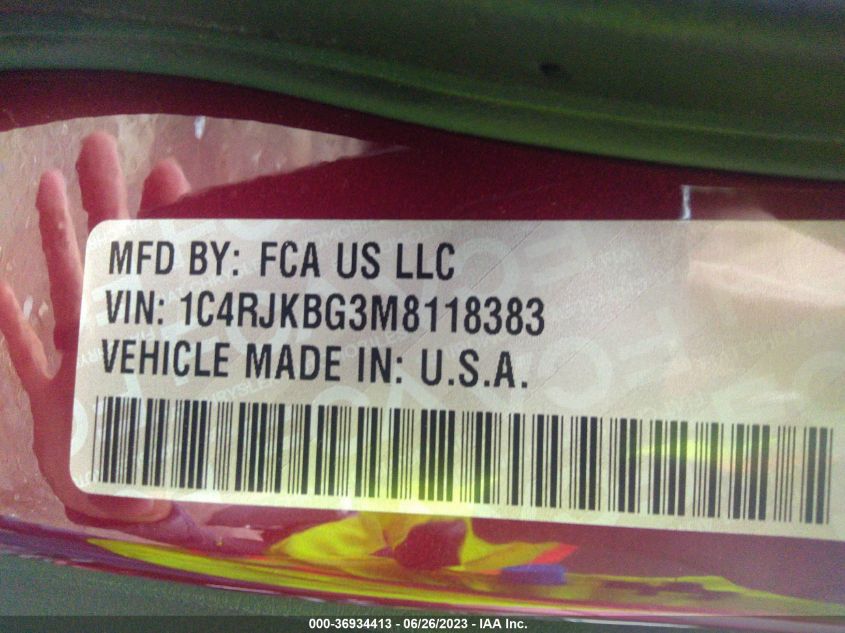 MFD BY: FCA US LLC
VIN: 1C4RJKBG3M8118383
VEHICLE MADE IN: U.S.A.
000-36934413 - 06/26/2023 - IAA Inc.